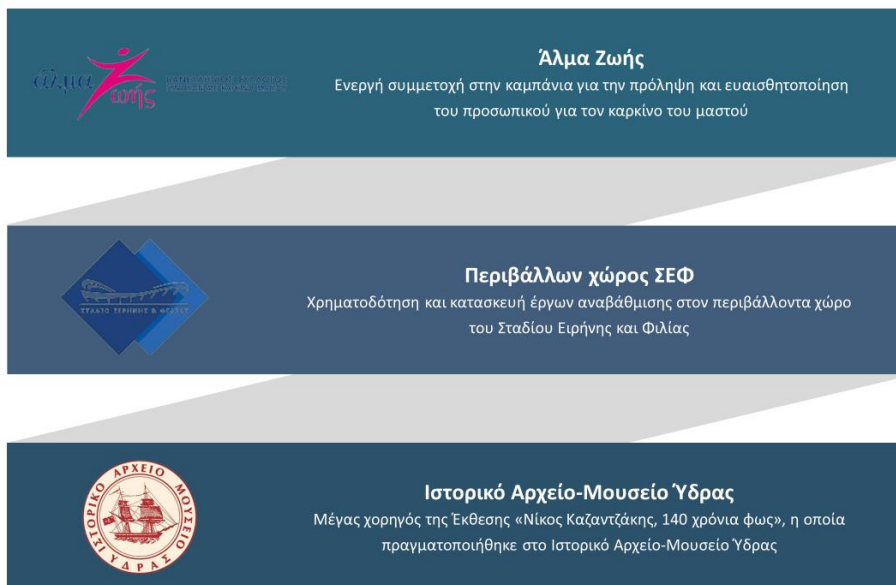 άλμα
Ζωής
Άλμα Ζωής
Ενεργή συμμετοχή στην καμπάνια για την πρόληψη και ευαισθητοποίηση
του προσωπικού για τον καρκίνο του μαστού
ΣΤΑΔΙΟ ΕΙΡΗΝΗΣ & ΦΙΛΙΑΣ
Περιβάλλων χώρος ΣΕΦ
Χρηματοδότηση και κατασκευή έργων αναβάθμισης στον περιβάλλοντα χώρο
του Σταδίου Ειρήνης και Φιλίας
ΙΣΤΟΡΙΚΟ ΑΡΧΕΙΟ ΜΟΥΣΕΙΟ
ΥΔΡΑΣ
Ιστορικό Αρχείο-Μουσείο Ύδρας
Μέγας χορηγός της Έκθεσης «Νίκος Καζαντζάκης, 140 χρόνια φως», η οποία
πραγματοποιήθηκε στο Ιστορικό Αρχείο-Μουσείο Ύδρας